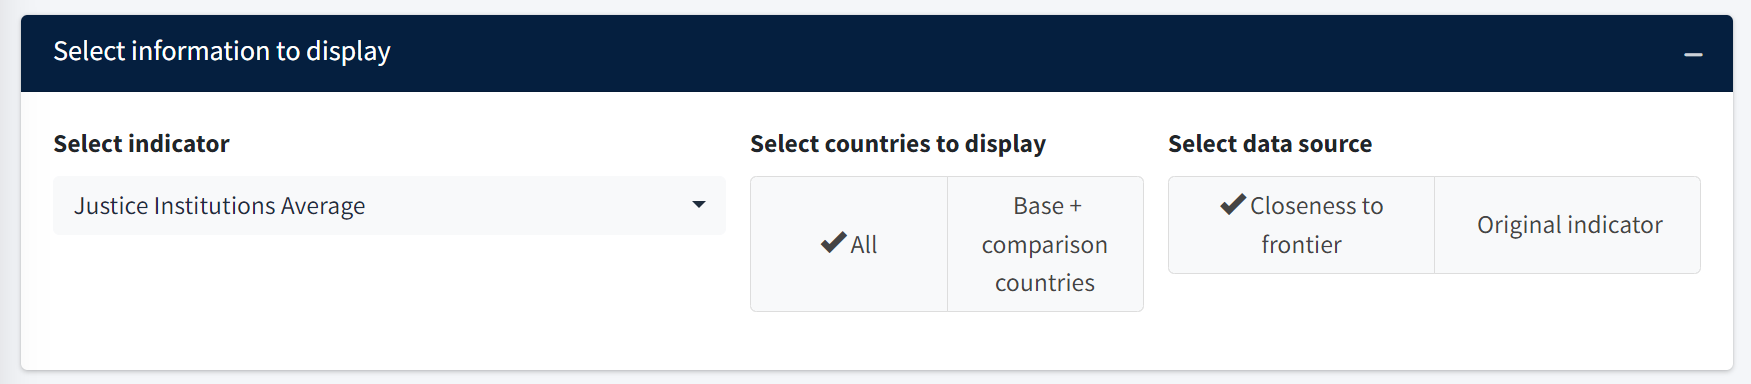 Select information to display
Select indicator
Justice Institutions Average
Select countries to display
All
Base +
comparison
countries
Select data source
Closeness to
frontier
Original indicator